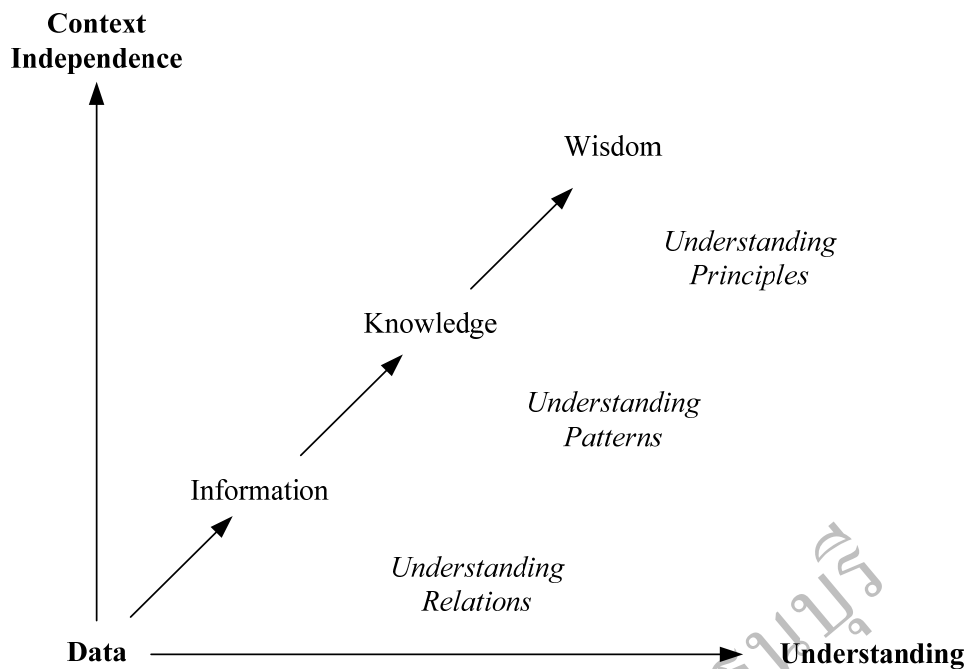 Context
Independence
Wisdom
Understanding
Principles
Knowledge
Understanding
Patterns
Information
Understanding
Relations
Data
Understanding